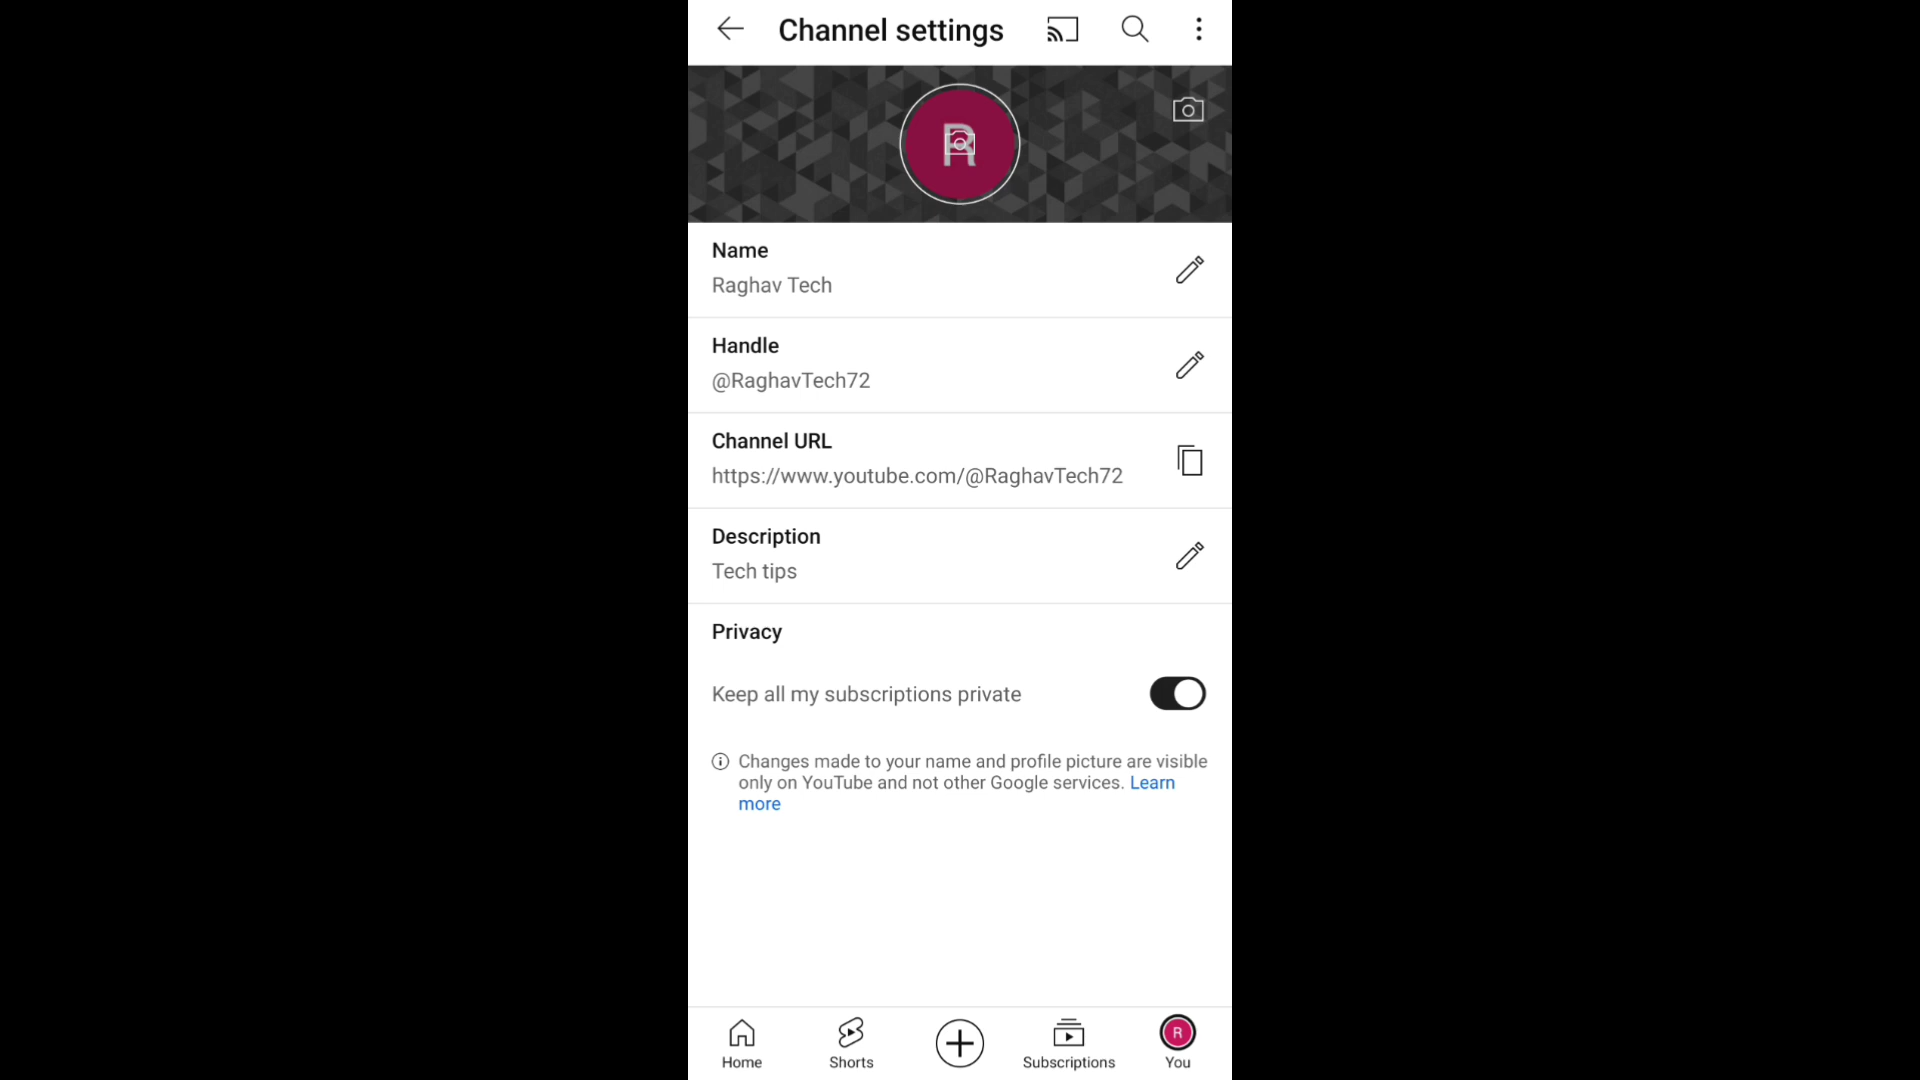 Channel settings
R
Name
Raghav Tech
Handle
@RaghavTech72
Channel URL
https://www.youtube.com/@RaghavTech72
Description
Tech tips
Privacy
Keep all my subscriptions private
Changes made to your name and profile picture are visible
only on YouTube and not other Google services. Learn
more
Home
Shorts
Subscriptions
R
You